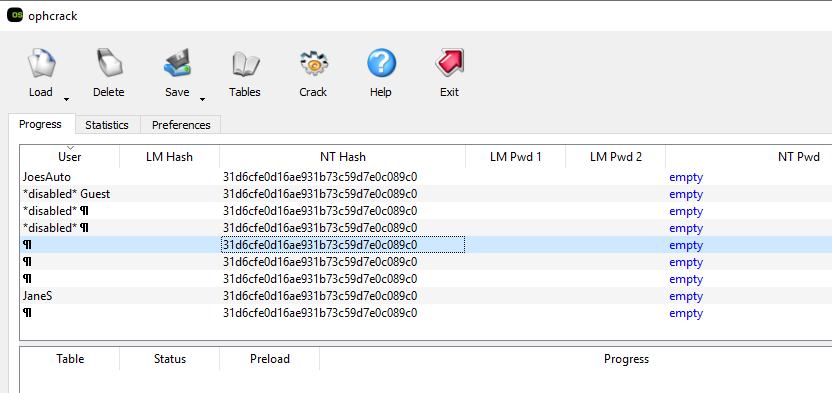 OS ophcrack
Load Delete Save Tables Crack Help Exit
Progress Statistics Preferences
User LM Hash NT Hash LM Pwd 1 LM Pwd 2 NT Pwd
JoesAuto 31d6cfe0d16ae931b73c59d7e0c089c0 empty
*disabled* Guest 31d6cfe0d16ae931b73c59d7e0c089c0 empty
*disabled* ¶ 31d6cfe0d16ae931b73c59d7e0c089c0 empty
*disabled* ¶ 31d6cfe0d16ae931b73c59d7e0c089c0 empty
¶ 31d6cfe0d16ae931b73c59d7e0c089c0 empty
¶ 31d6cfe0d16ae931b73c59d7e0c089c0 empty
¶ 31d6cfe0d16ae931b73c59d7e0c089c0 empty
JaneS 31d6cfe0d16ae931b73c59d7e0c089c0 empty
¶ 31d6cfe0d16ae931b73c59d7e0c089c0 empty
Table Status Preload Progress